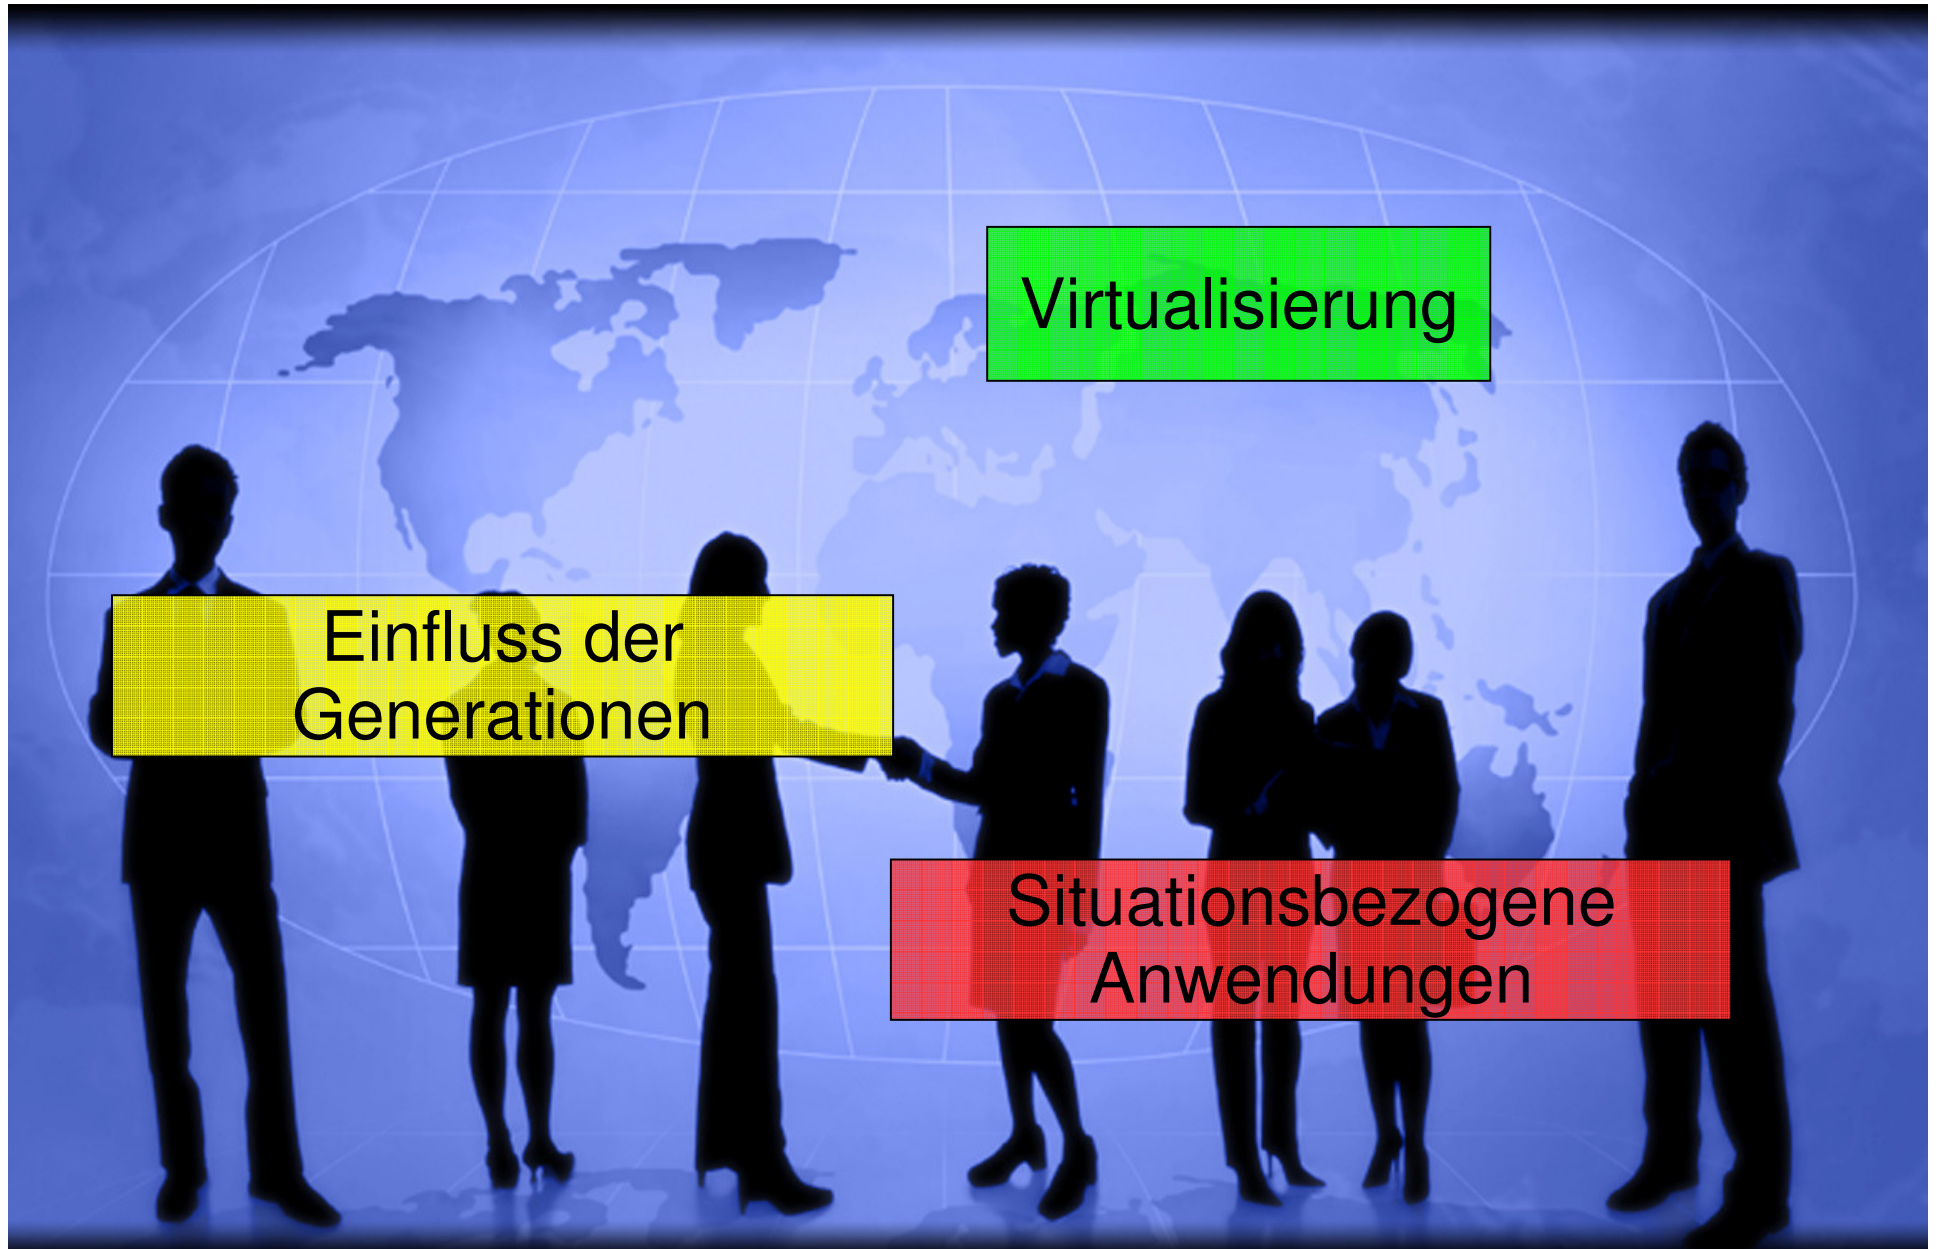 Virtualisierung
Einfluss der
Generationen
Situationsbezogene
Anwendungen